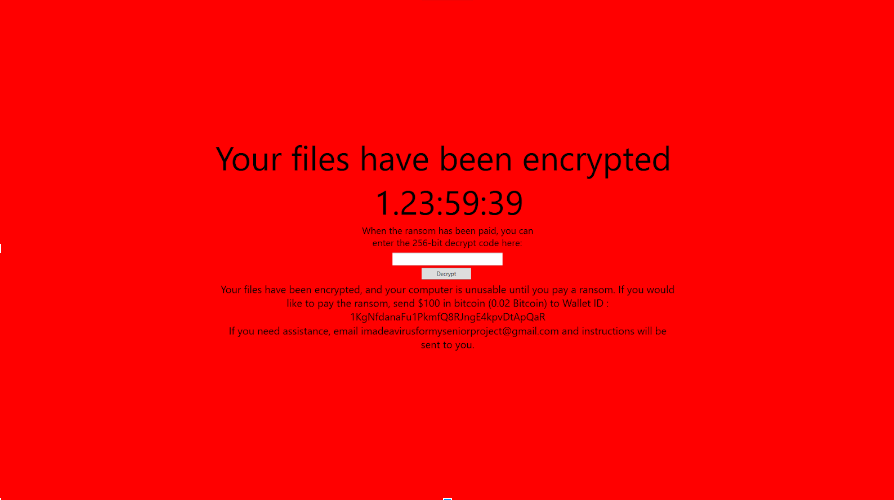 Your files have been encrypted
1.23:59:39
When the ransom has been paid, you can
enter the 256-bit decrypt code here:
Decrypt
Your files have been encrypted, and your computer is unusable until you pay a ransom. If you would
like to pay the ransom, send $100 in bitcoin (0.02 Bitcoin) to Wallet ID :
1KgNfdanaFu1PkmfQ8RJngE4kpvDtApQaR
If you need assistance, email imadeavirusformyseniorproject@gmail.com and instructions will be
sent to you.